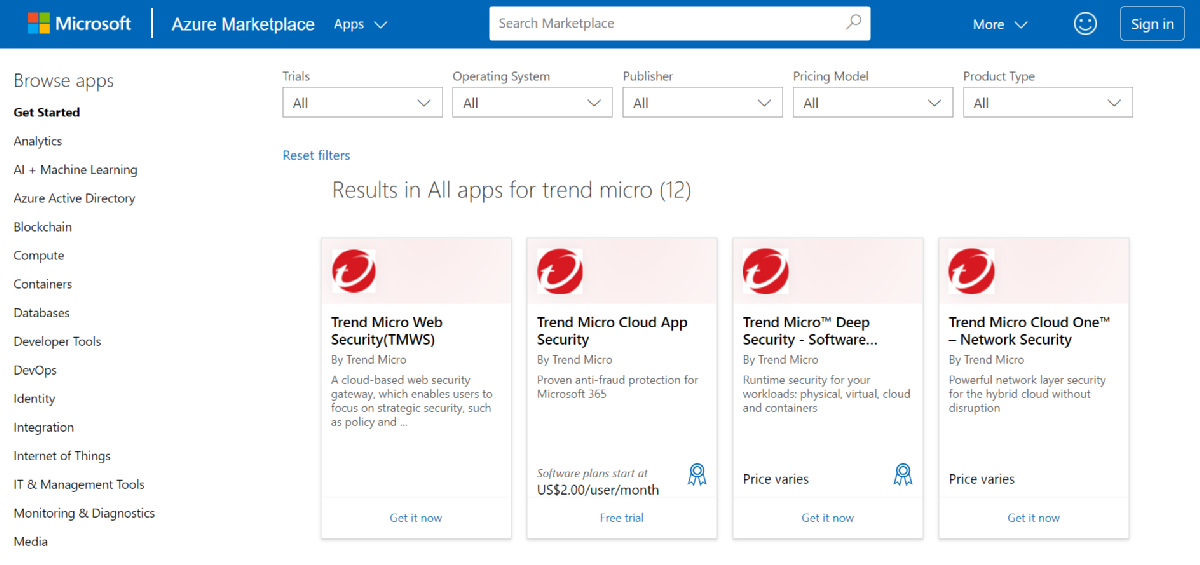 Microsoft
Azure Marketplace
Apps
Search Marketplace
More
Sign in
Browse apps
Get Started
Analytics
AI + Machine Learning
Azure Active Directory
Blockchain
Compute
Containers
Databases
Developer Tools
DevOps
Identity
Integration
Internet of Things
IT & Management Tools
Monitoring & Diagnostics
Media
Trials
All
Operating System
All
Publisher
All
Pricing Model
All
Product Type
All
Reset filters
Results in All apps for trend micro (12)
Trend Micro Web
Security(TMWS)
By Trend Micro
A cloud-based web security
gateway, which enables users to
focus on strategic security, such
as policy and ...
Get it now
Trend Micro Cloud App
Security
By Trend Micro
Proven anti-fraud protection for
Microsoft 365
Software plans start at
US$2.00/user/month
Free trial
Trend Micro™ Deep
Security - Software...
By Trend Micro
Runtime security for your
workloads: physical, virtual, cloud
and containers
Price varies
Get it now
Trend Micro Cloud One™
– Network Security
By Trend Micro
Powerful network layer security
for the hybrid cloud without
disruption
Price varies
Get it now